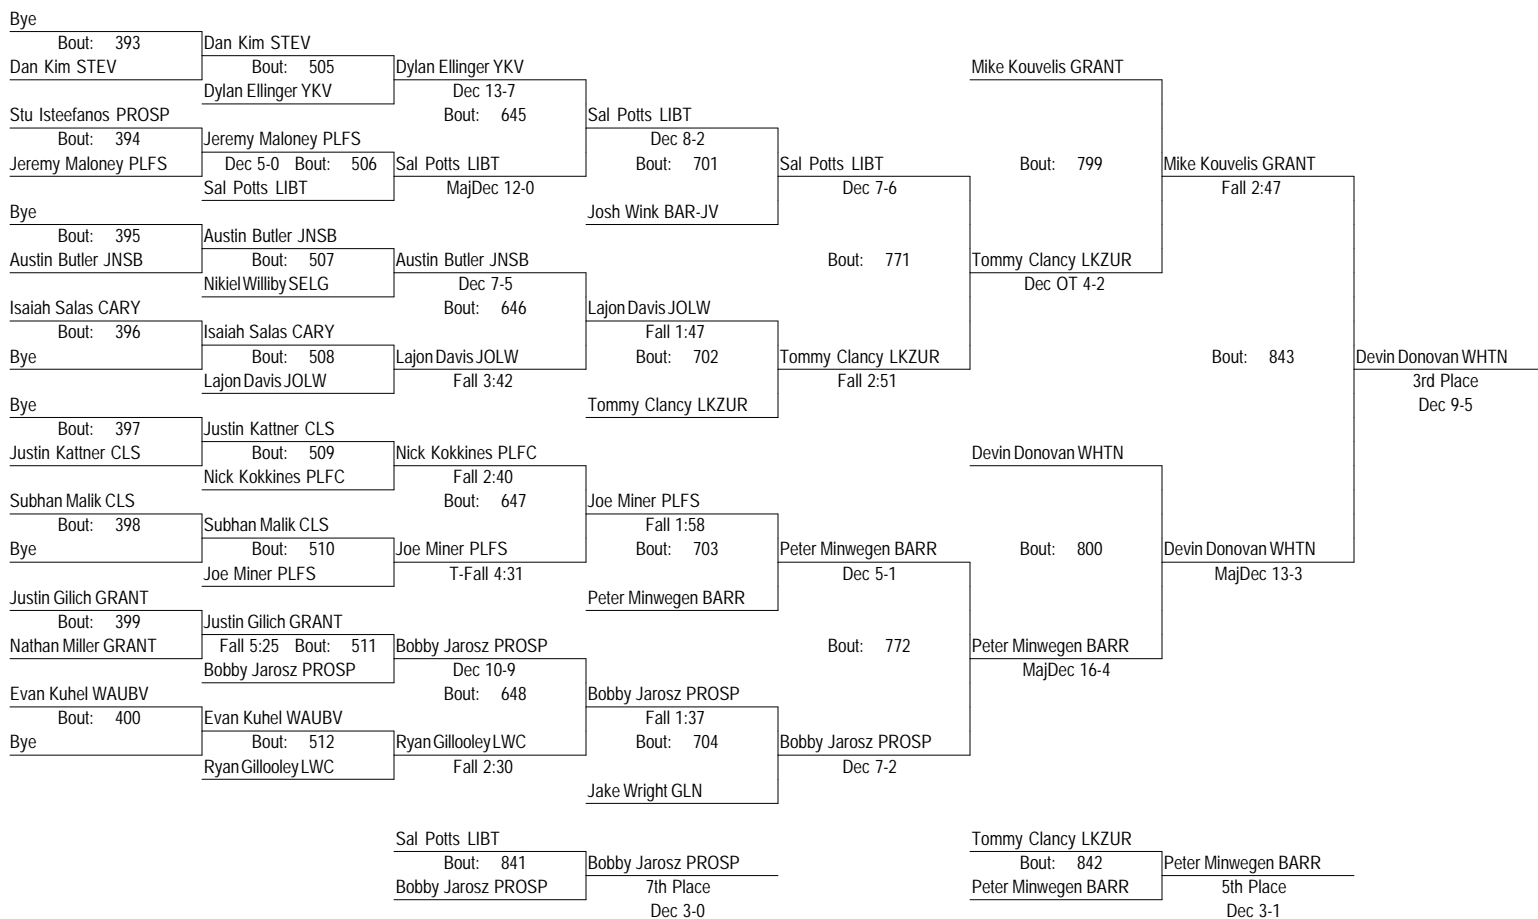 Bye
Bout: 393
Dan Kim STEV
Dan Kim STEV
Bout: 505
Dylan Ellinger YKV
Dylan Ellinger YKV
Dec 13-7
Bout: 645
Stu Isteefanos PROSP
Bout: 394
Jeremy Maloney PLFS
Jeremy Maloney PLFS
Dec 5-0 Bout: 506
Sal Potts LIBT
Sal Potts LIBT
MajDec 12-0
Sal Potts LIBT
Dec 8-2
Bout: 701
Josh Wink BAR-JV
Sal Potts LIBT
Dec 7-6
Bye
Bout: 395
Austin Butler JNSB
Austin Butler JNSB
Bout: 507
Nikiel Williby SELG
Austin Butler JNSB
Dec 7-5
Bout: 646
Isaiah Salas CARY
Bout: 396
Bye
Isaiah Salas CARY
Bout: 508
Lajon Davis JOLW
Lajon Davis JOLW
Fall 3:42
Lajon Davis JOLW
Fall 1:47
Bout: 702
Tommy Clancy LKZUR
Tommy Clancy LKZUR
Fall 2:51
Bout: 771
Mike Kouvelis GRANT
Bout: 799
Tommy Clancy LKZUR
Dec OT 4-2
Mike Kouvelis GRANT
Fall 2:47
Bye
Bout: 397
Justin Kattner CLS
Justin Kattner CLS
Bout: 509
Nick Kokkines PLFC
Nick Kokkines PLFC
Fall 2:40
Bout: 647
Subhan Malik CLS
Bout: 398
Bye
Subhan Malik CLS
Bout: 510
Joe Miner PLFS
Joe Miner PLFS
T-Fall 4:31
Joe Miner PLFS
Fall 1:58
Bout: 703
Peter Minwegen BARR
Peter Minwegen BARR
Dec 5-1
Justin Gilich GRANT
Bout: 399
Nathan Miller GRANT
Justin Gilich GRANT
Fall 5:25 Bout: 511
Bobby Jarosz PROSP
Bobby Jarosz PROSP
Dec 10-9
Bout: 648
Evan Kuhel WAUBV
Bout: 400
Bye
Evan Kuhel WAUBV
Bout: 512
Ryan Gillooley LWC
Ryan Gillooley LWC
Fall 2:30
Bobby Jarosz PROSP
Fall 1:37
Bout: 704
Jake Wright GLN
Bobby Jarosz PROSP
Dec 7-2
Bout: 772
Devin Donovan WHTN
Bout: 800
Peter Minwegen BARR
MajDec 16-4
Devin Donovan WHTN
MajDec 13-3
Bout: 843
Devin Donovan WHTN
3rd Place
Dec 9-5
Sal Potts LIBT
Bout: 841
Bobby Jarosz PROSP
Bobby Jarosz PROSP
7th Place
Dec 3-0
Tommy Clancy LKZUR
Bout: 842
Peter Minwegen BARR
Peter Minwegen BARR
5th Place
Dec 3-1